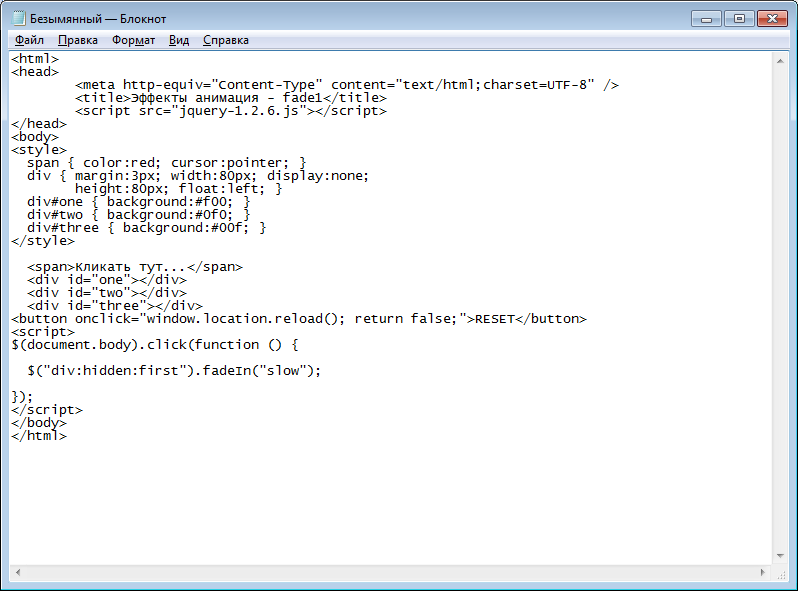 Безымянный — Блокнот
Файл Правка Формат Вид Справка
<html>
<head>
        <meta http-equiv="Content-Type" content="text/html;charset=UTF-8" />
        <title>Эффекты анимация - fade1</title>
        <script src="jquery-1.2.6.js"></script>
</head>
<body>
<style>
  span { color:red; cursor:pointer; }
  div { margin:3px; width:80px; display:none;
        height:80px; float:left; }
  div#one { background:#f00; }
  div#two { background:#0f0; }
  div#three { background:#00f; }
</style>

  <span>Кликать тут...</span>
  <div id="one"></div>
  <div id="two"></div>
  <div id="three"></div>
<button onclick="window.location.reload(); return false;">RESET</button>
<script>
$(document.body).click(function () {

  $("div:hidden:first").fadeIn("slow");

});
</script>
</body>
</html>